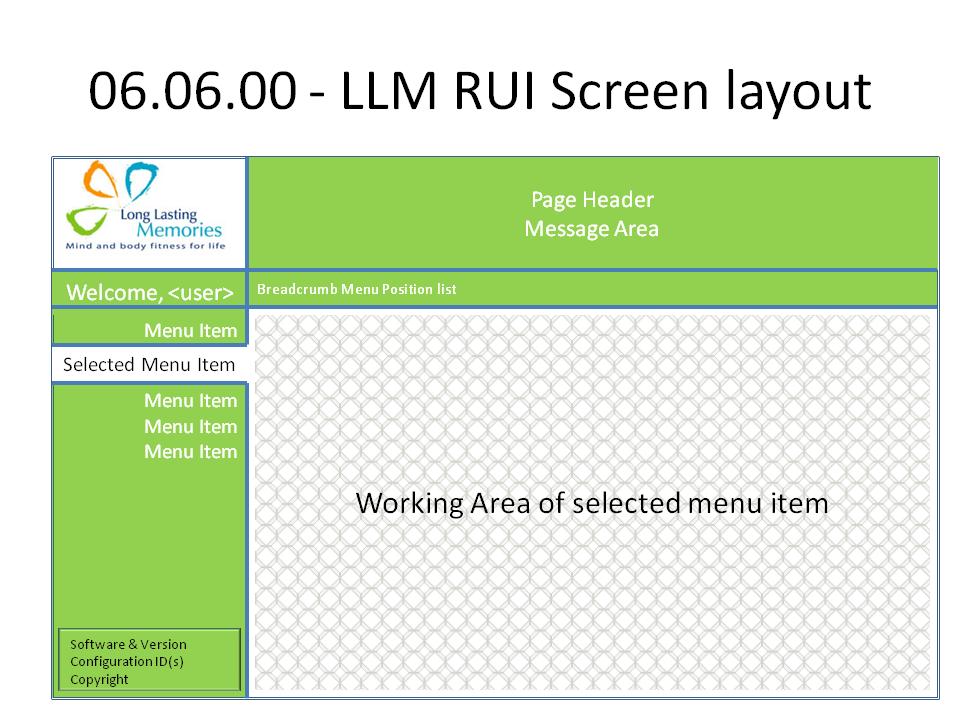 06.06.00 - LLM RUI Screen layout
Long Lasting
Memories
Mind and body fitness for life
Page Header
Message Area
Welcome, <user>
Breadcrumb Menu Position list
Menu Item
Selected Menu Item
Menu Item
Menu Item
Menu Item
Working Area of selected menu item
Software & Version
Configuration ID(s)
Copyright